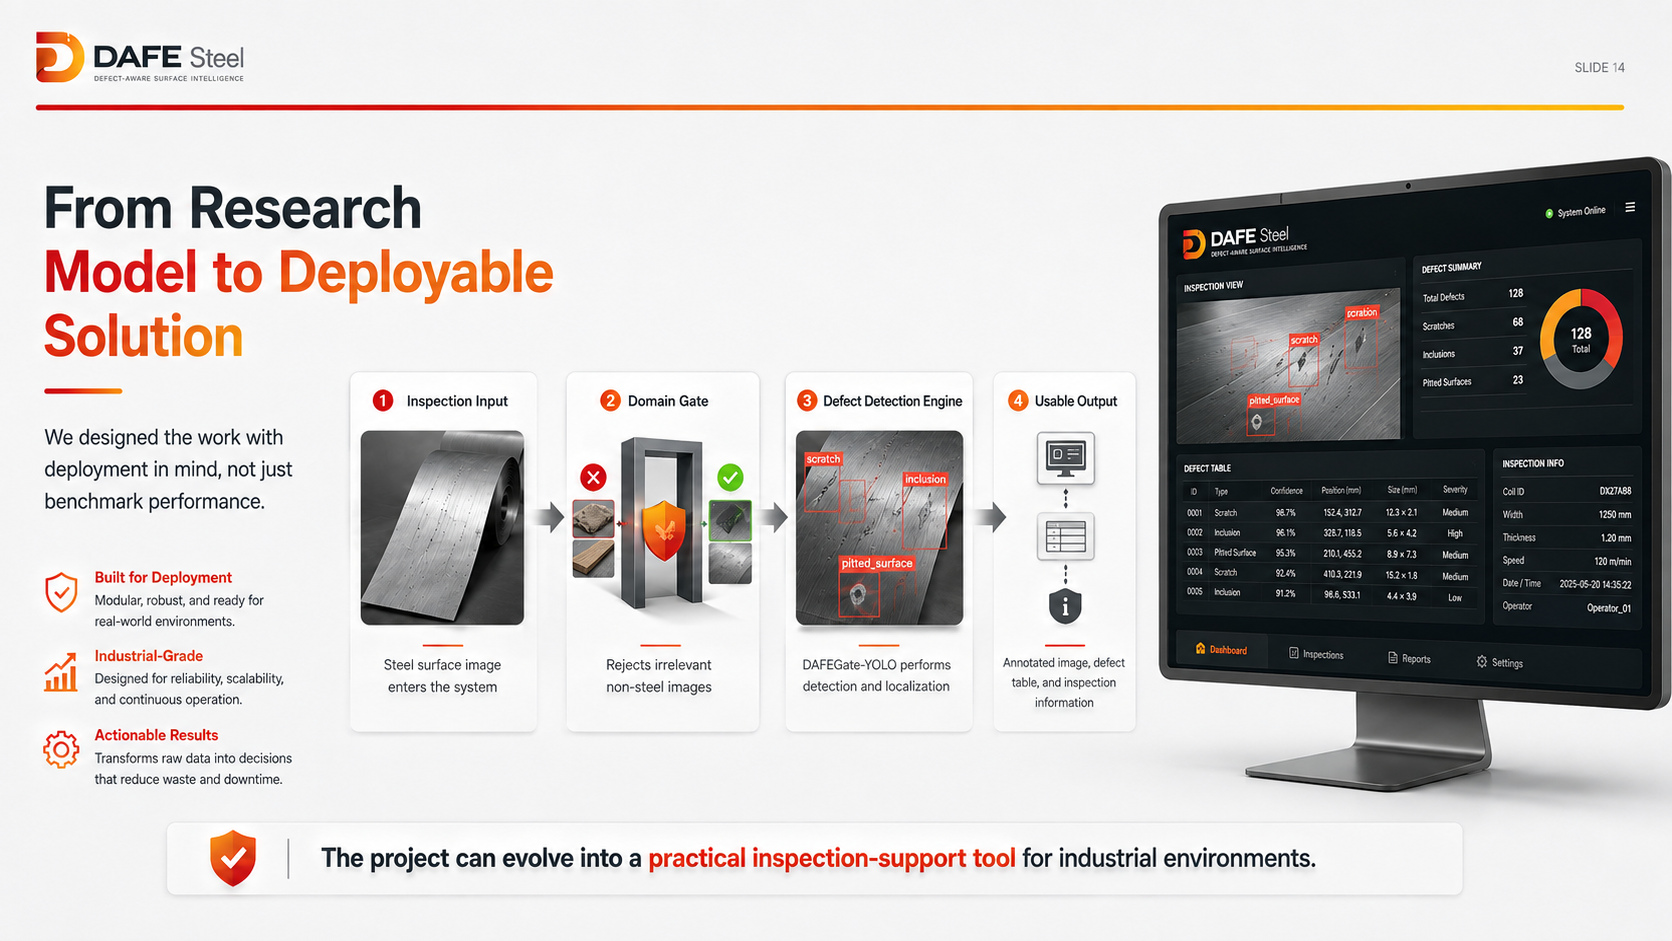 DAFE Steel
DEFECT-AWARE SURFACE INTELLIGENCE
SLIDE 14
From Research
Model to Deployable
Solution
We designed the work with
deployment in mind, not just
benchmark performance.
Built for Deployment
Modular, robust, and ready for
real-world environments.
Industrial-Grade
Designed for reliability, scalability,
and continuous operation.
Actionable Results
Transforms raw data into decisions
that reduce waste and downtime.
1 Inspection Input
Steel surface image
enters the system
2 Domain Gate
Rejects irrelevant
non-steel images
3 Defect Detection Engine
scratch
inclusion
pitted_surface
DAFEGate-YOLO performs
detection and localization
4 Usable Output
Annotated image, defect
table, and inspection
information
DAFE Steel
DEFECT-AWARE SURFACE INTELLIGENCE
System Online
INSPECTION VIEW
scratch
pitted_surface
DEFECT SUMMARY
Total Defects 128
Scratches 68
Inclusions 37
Pitted Surfaces 23
128
Total
DEFECT TABLE
ID Type Confidence Position (mm) Size (mm) Severity
0001 Scratch 98.7% 152.4, 312.7 12.3 × 2.1 Medium
0002 Inclusion 96.1% 328.7, 118.5 5.6 × 4.2 High
0003 Pitted Surface 95.3% 210.1, 455.2 8.9 × 7.3 Medium
0004 Scratch 92.4% 410.3, 221.9 15.2 × 1.8 Medium
0005 Inclusion 91.2% 96.6, 533.1 4.4 × 3.9 Low
INSPECTION INFO
Coil ID DX27A88
Width 1250 mm
Thickness 1.20 mm
Speed 120 m/min
Date / Time 2025-05-20 14:35:22
Operator Operator_01
Dashboard
Inspections
Reports
Settings
The project can evolve into a practical inspection-support tool for industrial environments.